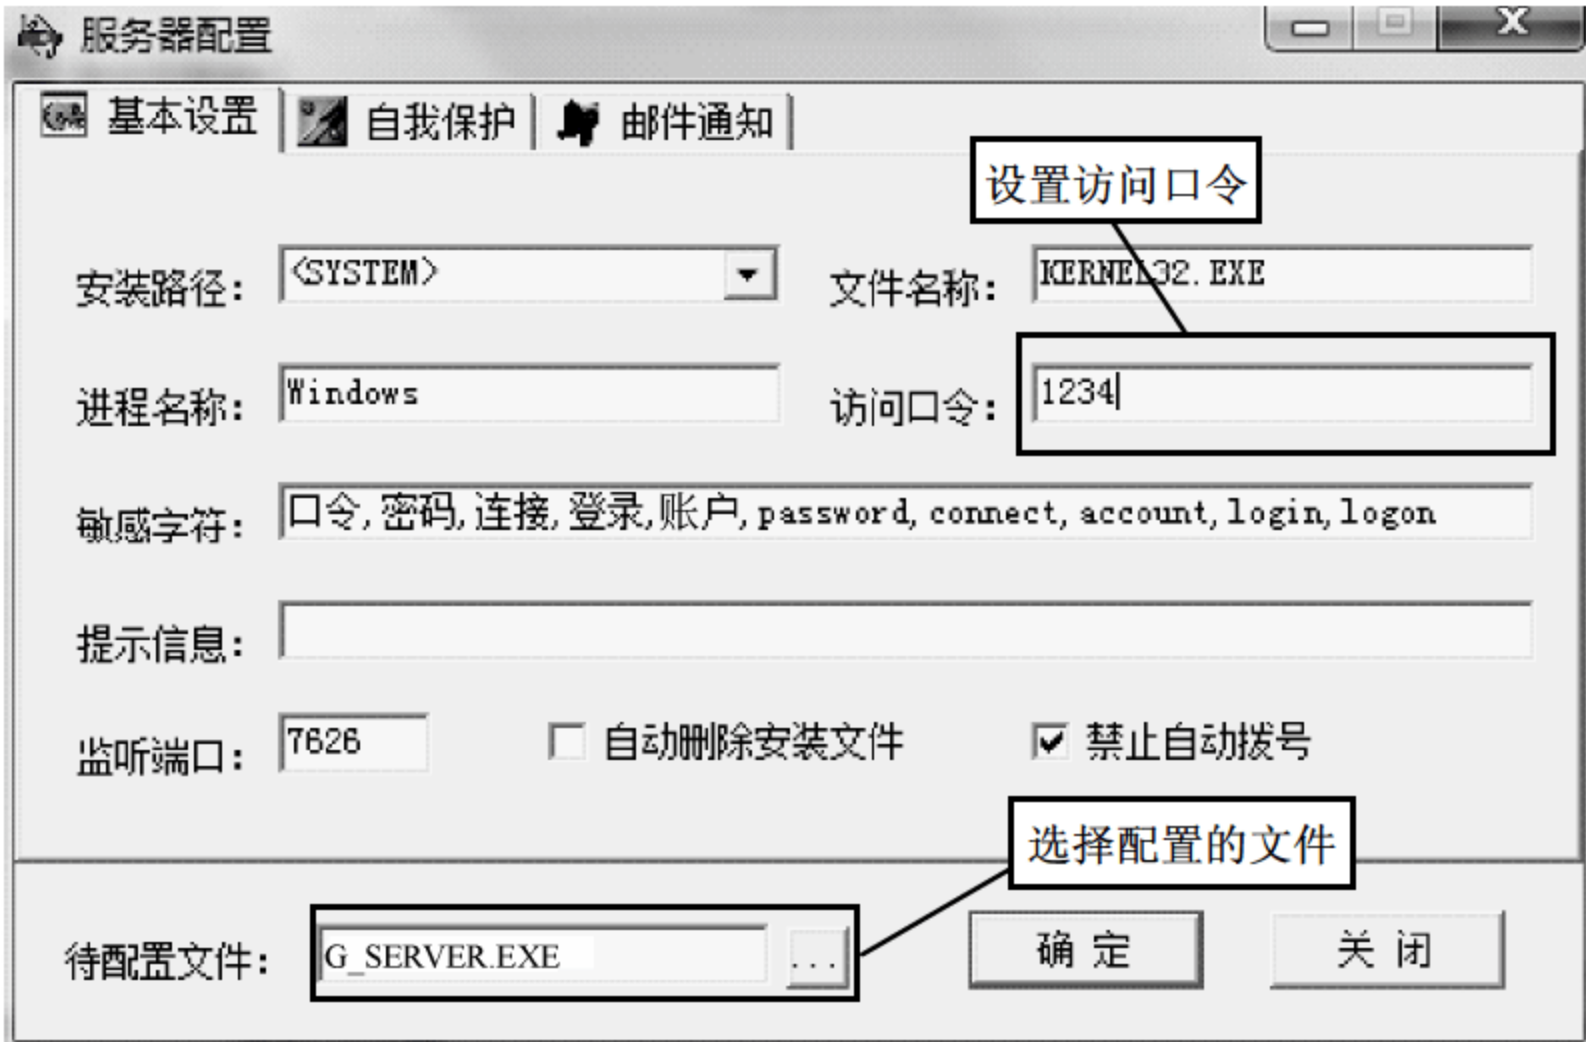 服务器配置
基本设置 自我保护 邮件通知
设置访问口令
安装路径: <SYSTEM> 文件名称: KERNEL32.EXE
进程名称: Windows 访问口令: 1234
敏感字符: 口令,密码,连接,登录,账户,password,connect,account,login,logon
提示信息:
监听端口: 7626 自动删除安装文件 禁止自动拨号
选择配置的文件
待配置文件: G_SERVER.EXE ... 确定 关闭